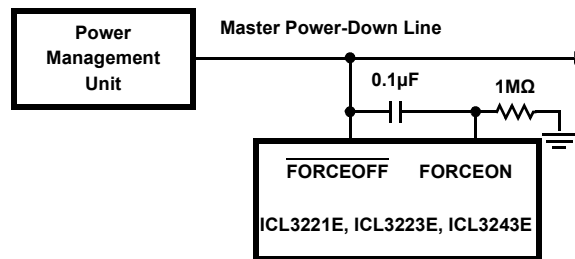 Power
Management
Unit
Master Power-Down Line
0.1µF
1MΩ
FORCEOFF FORCEON
ICL3221E, ICL3223E, ICL3243E